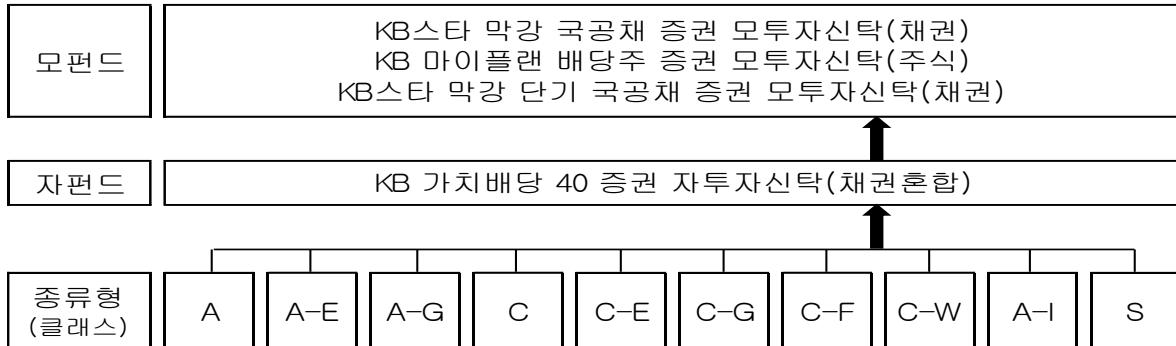 모펀드
KB스타 막강 국공채 증권 모투자신탁(채권)
KB 마이플랜 배당주 증권 모투자신탁(주식)
KB스타 막강 단기 국공채 증권 모투자신탁(채권)
자펀드
KB 가치배당 40 증권 자투자신탁(채권혼합)
종류형
(클래스)
A
A-E
A-G
C
C-E
C-G
C-F
C-W
A-I
S